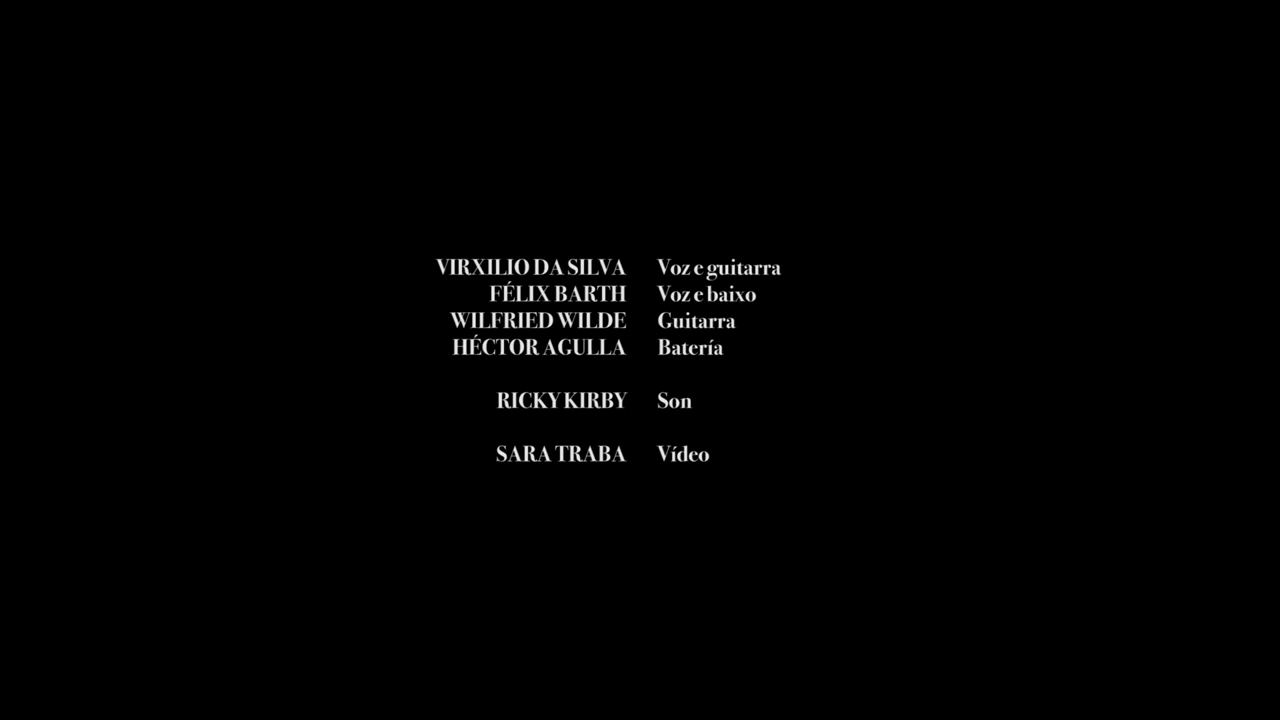 VIRXILIO DA SILVA Voz e guitarra
FÉLIX BARTH Voz e baixo
WILFRIED WILDE Guitarra
HÉCTOR AGULLA Batería
RICKY KIRBY Son
SARA TRABA Vídeo